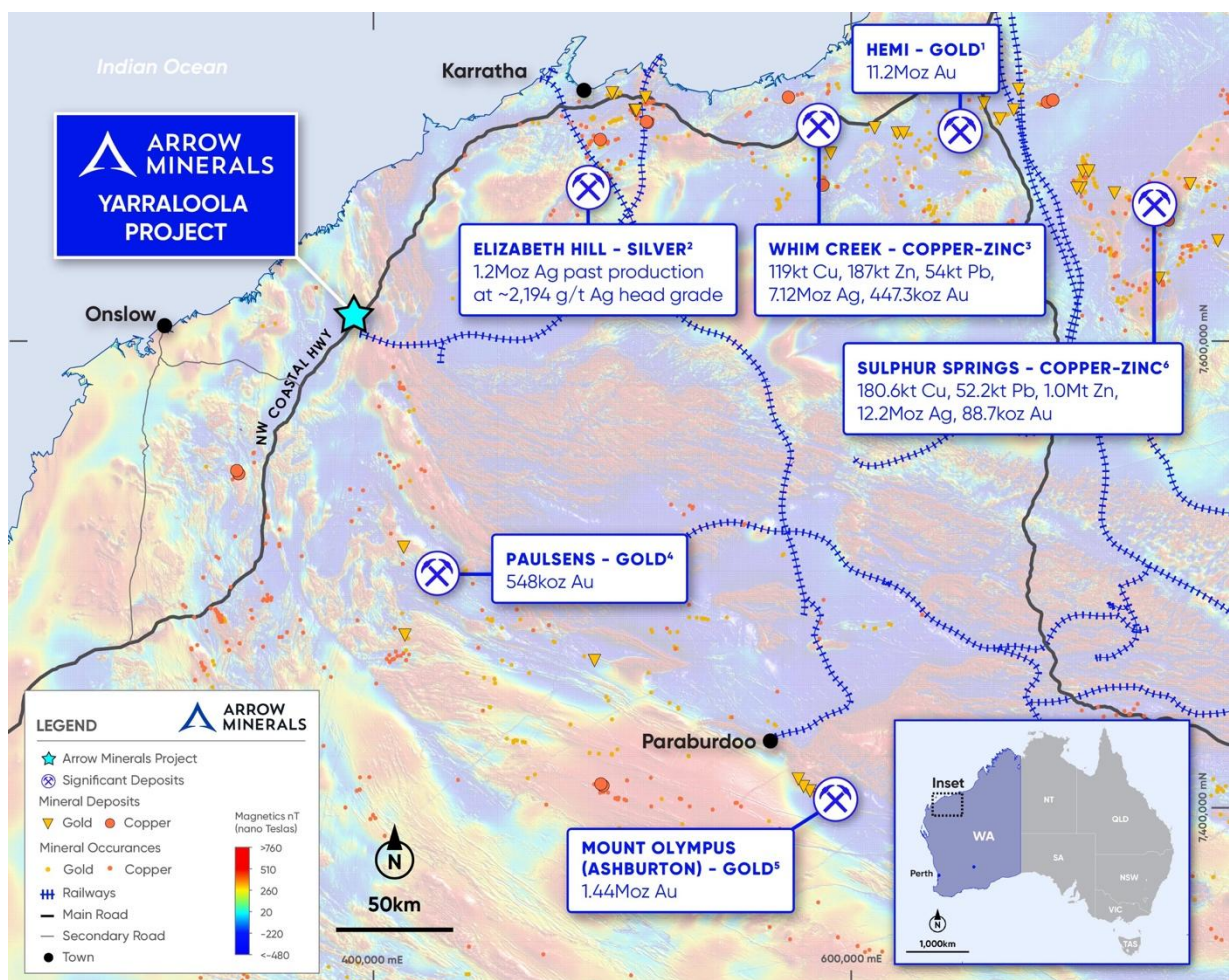 Indian Ocean
Karratha
HEMI - GOLD¹
11.2Moz Au
ARROW
MINERALS
YARRALOOLA
PROJECT
ELIZABETH HILL - SILVER²
1.2Moz Ag past production
at ~2,194 g/t Ag head grade
WHIM CREEK - COPPER-ZINC³
119kt Cu, 187kt Zn, 54kt Pb,
7.12Moz Ag, 447.3koz Au
Onslow
NW COASTAL HWY
7,600,000 mN
SULPHUR SPRINGS - COPPER-ZINC⁶
180.6kt Cu, 52.2kt Pb, 1.0Mt Zn,
12.2Moz Ag, 88.7koz Au
PAULSENS - GOLD⁴
548koz Au
Paraburdoo
MOUNT OLYMPUS
(ASHBURTON) - GOLD⁵
1.44Moz Au
LEGEND
ARROW
MINERALS
Arrow Minerals Project
Significant Deposits
Mineral Deposits
Gold Copper
Mineral Occurances
Gold Copper
Railways
Main Road
Secondary Road
Town
Magnetics nT
(nano Teslas)
>760
510
260
20
-220
<-480
N
50km
400,000 mE
600,000 mE
7,400,000 mN
Inset
NT
QLD
WA
SA
NSW
Perth
VIC
TAS
N
1,000km